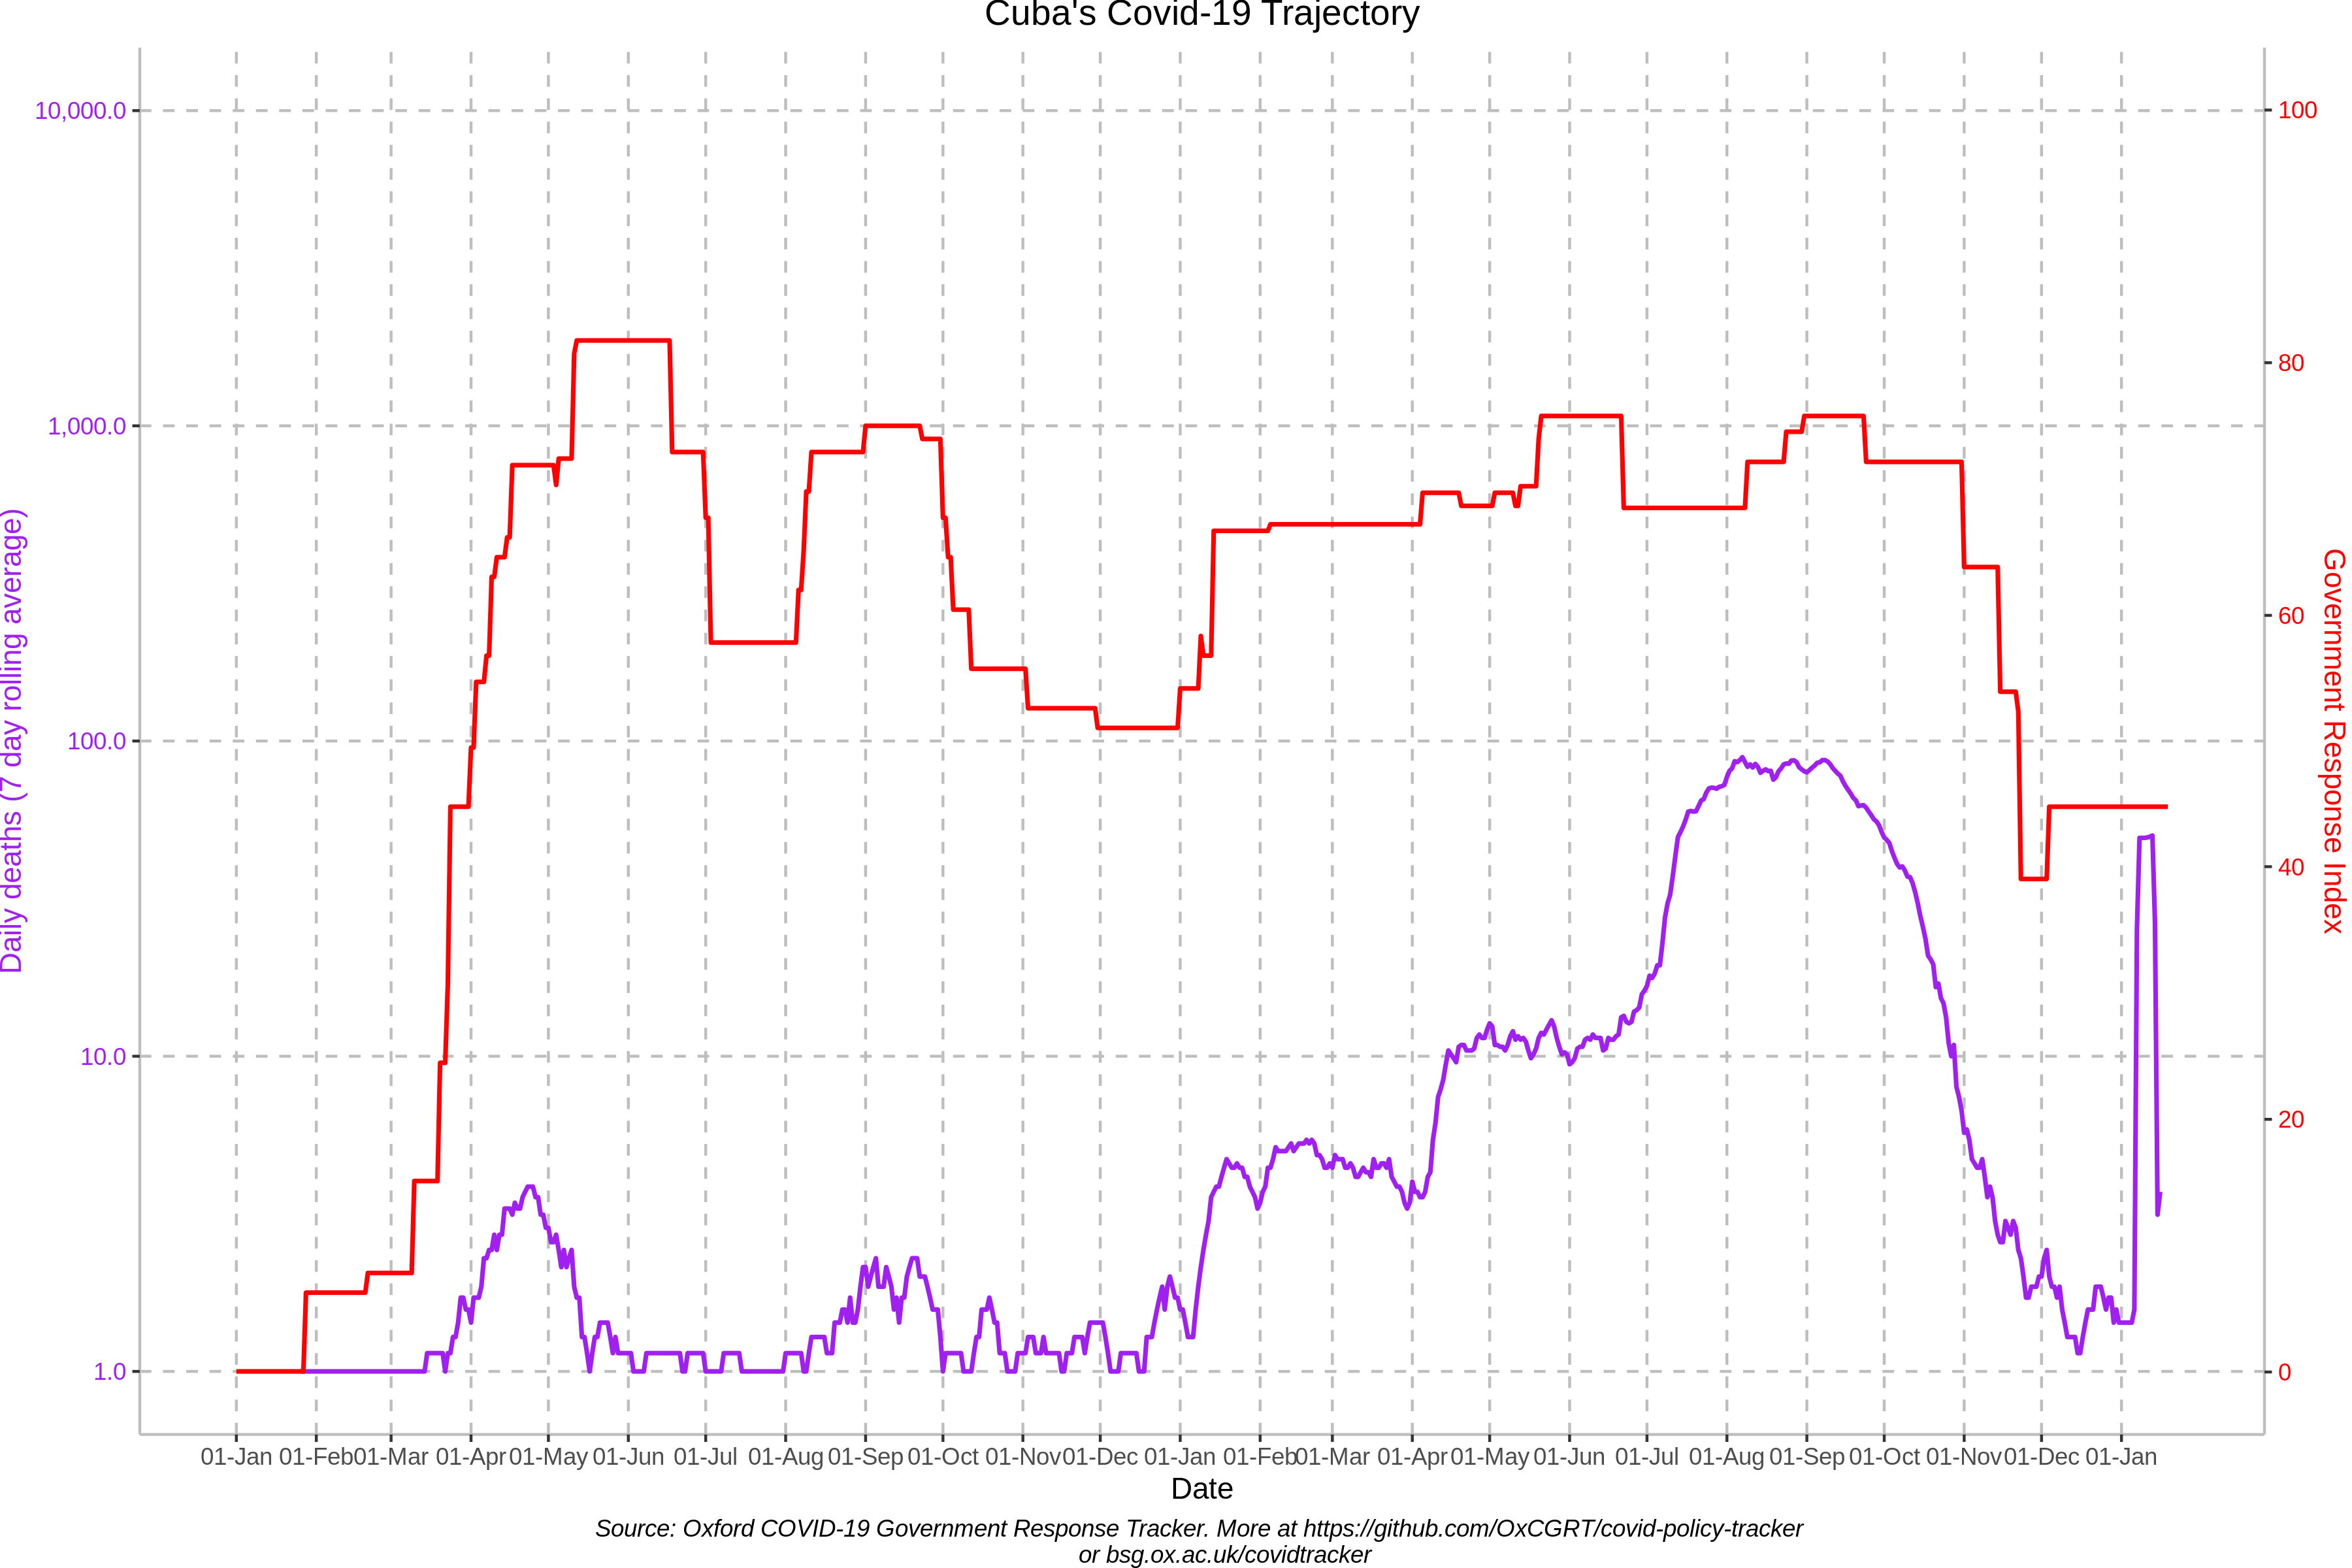 Cuba's Covid-19 Trajectory
10,000.0
1,000.0
100.0
10.0
1.0
Daily deaths (7 day rolling average)
100
80
60
40
20
0
Government Response Index
01-Jan 01-Feb 01-Mar 01-Apr 01-May 01-Jun 01-Jul 01-Aug 01-Sep 01-Oct 01-Nov 01-Dec 01-Jan 01-Feb 01-Mar 01-Apr 01-May 01-Jun 01-Jul 01-Aug 01-Sep 01-Oct 01-Nov 01-Dec 01-Jan
Date
Source: Oxford COVID-19 Government Response Tracker. More at https://github.com/OxCGRT/covid-policy-tracker
or bsg.ox.ac.uk/covidtracker